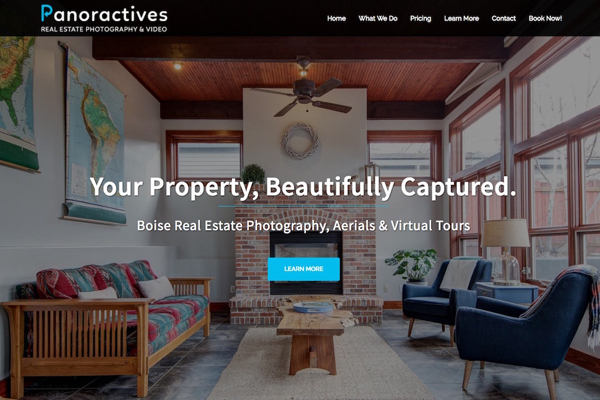 Panoractives
REAL ESTATE PHOTOGRAPHY & VIDEO
Home What We Do Pricing Learn More Contact Book Now!
Your Property, Beautifully Captured.
Boise Real Estate Photography, Aerials & Virtual Tours
LEARN MORE